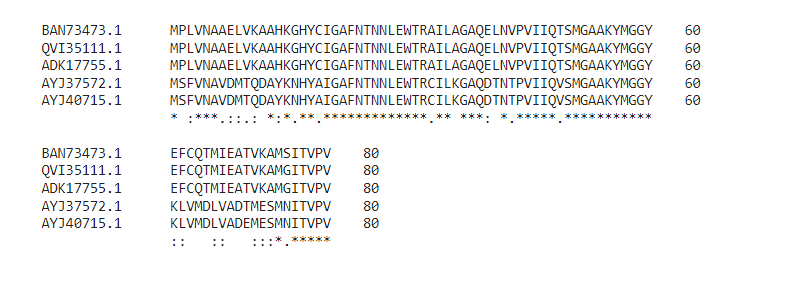 BAN73473.1      MPLVNAAELVKAAHKGHYCIGAFNTNNLEWTRAILAGAQELNVPVIIQTSMGAAKYMGGY    60
QVI35111.1      MPLVNAAELVKAAHKGHYCIGAFNTNNLEWTRAILAGAQELNVPVIIQTSMGAAKYMGGY    60
ADK17755.1      MPLVNAAELVKAAHKGHYCIGAFNTNNLEWTRAILAGAQELNVPVIIQTSMGAAKYMGGY    60
AYJ37572.1      MSFVNAVDMTQDAYKNHYAIGAFNTNNLEWTRCILKGAQDTNTPVIIQVSMGAAKYMGGY    60
AYJ40715.1      MSFVNAVDMTQDAYKNHYAIGAFNTNNLEWTRCILKGAQDTNTPVIIQVSMGAAKYMGGY    60
                * :***.::.: *:*.**.*************.** ***: *.*****.***********
BAN73473.1      EFCQTMIEATVKAMSITVPV    80
QVI35111.1      EFCQTMIEATVKAMGITVPV    80
ADK17755.1      EFCQTMIEATVKAMGITVPV    80
AYJ37572.1      KLVMDLVADTMESMNITVPV    80
AYJ40715.1      KLVMDLVADEMESMNITVPV    80
                ::   ::   :::*.*****